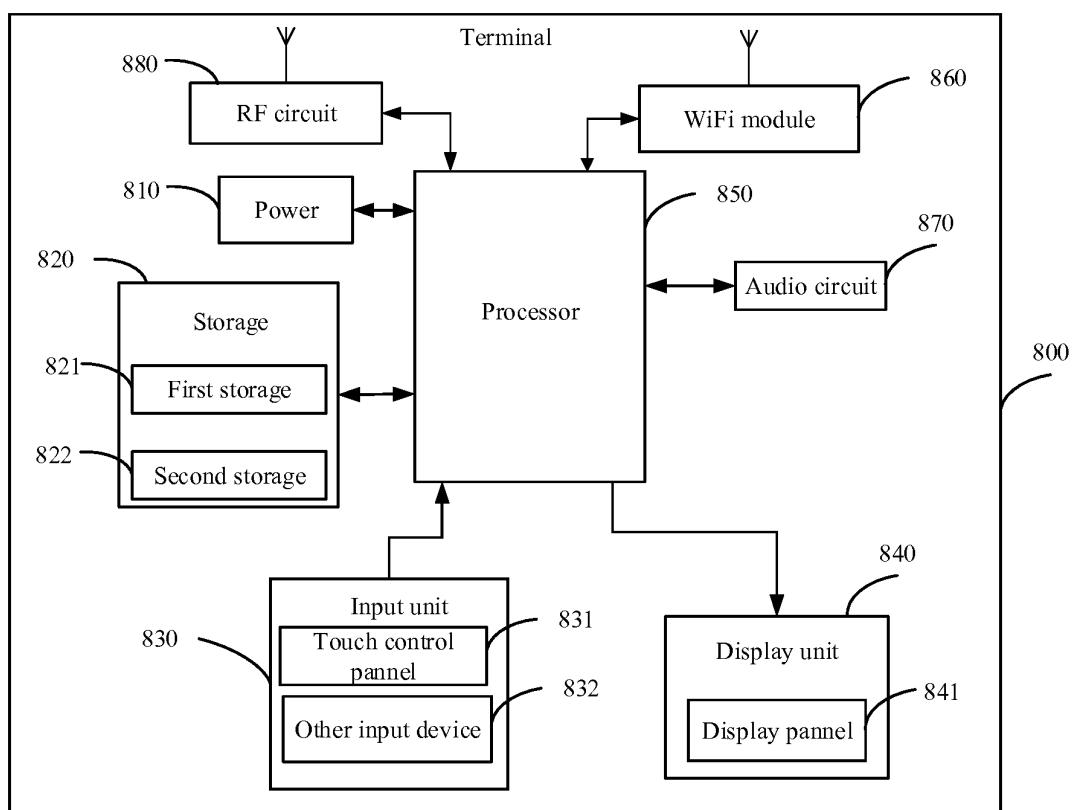 Terminal
880
RF circuit
860
WiFi module
810
Power
850
870
Audio circuit
820
Storage
Processor
821
First storage
800
822
Second storage
840
Input unit
830
831
Touch control
pannel
Display unit
832
Other input device
841
Display pannel